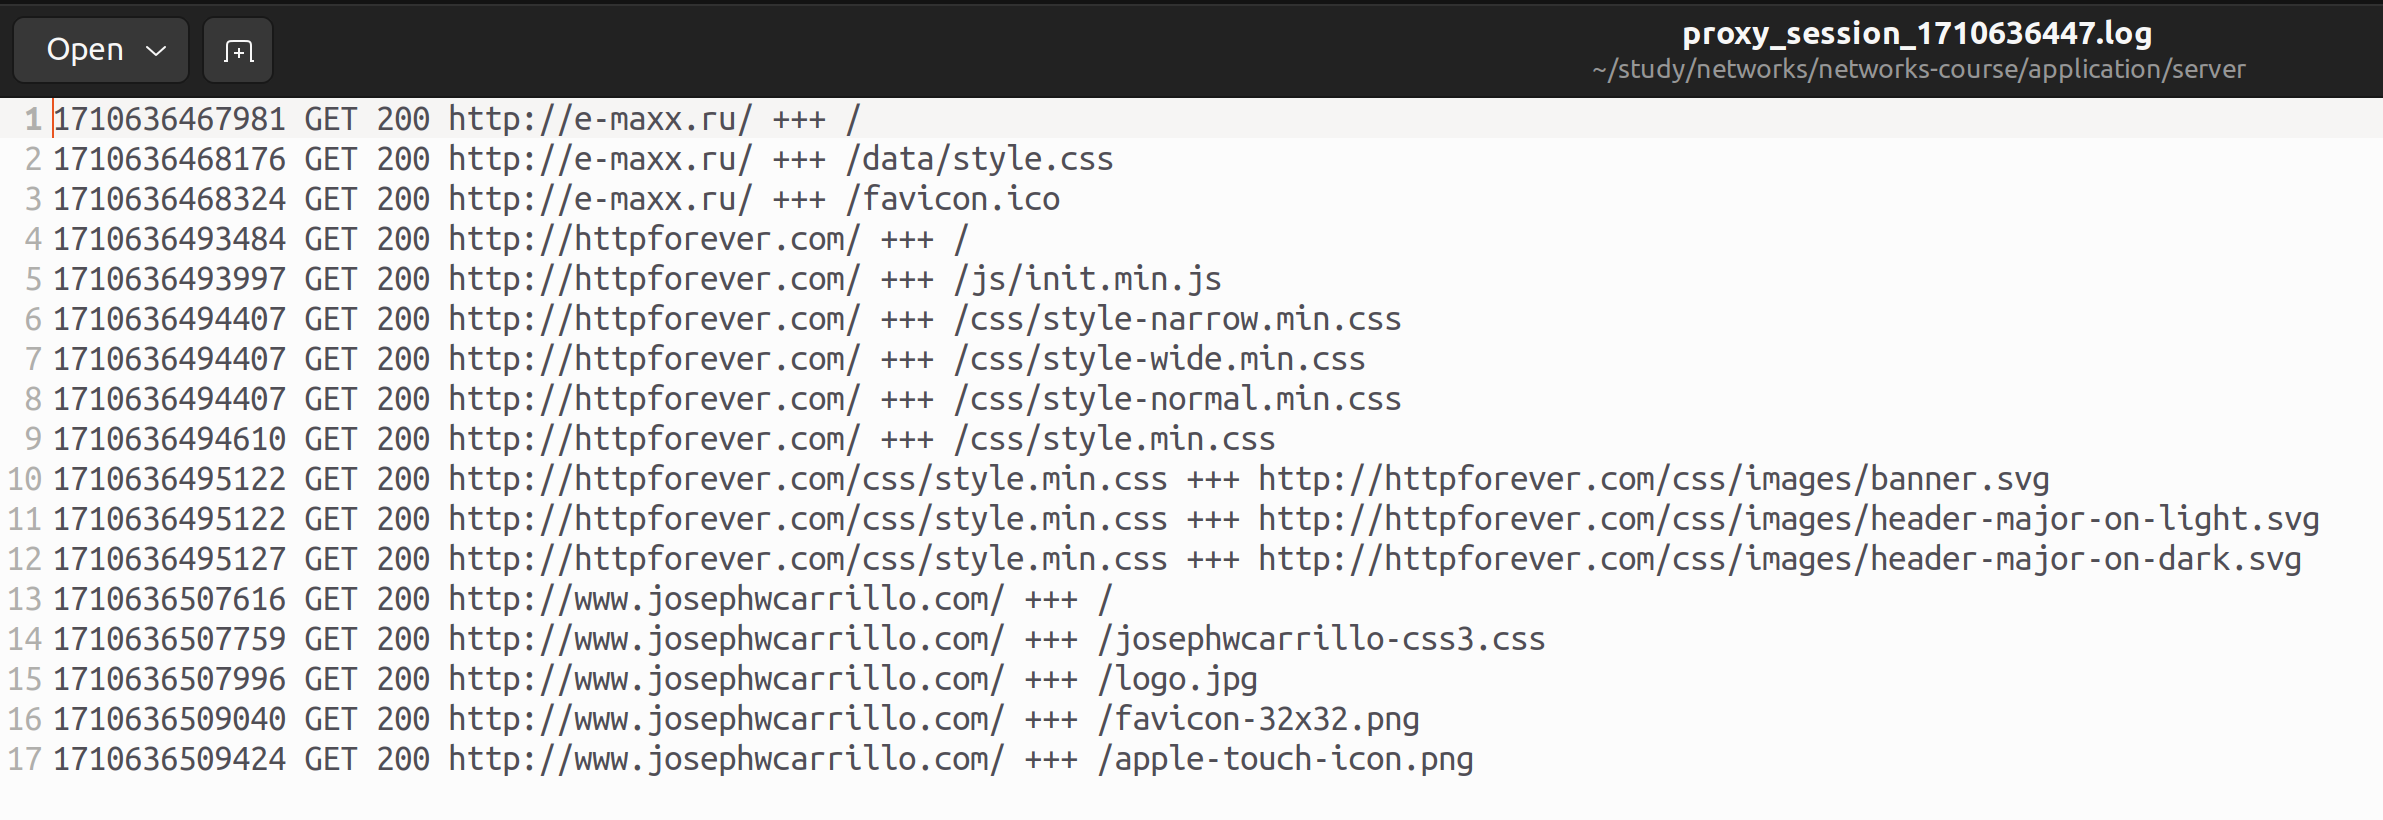 Open
proxy_session_1710636447.log
~/study/networks/networks-course/application/server
1 1710636467981 GET 200 http://e-maxx.ru/ +++ /
2 1710636468176 GET 200 http://e-maxx.ru/ +++ /data/style.css
3 1710636468324 GET 200 http://e-maxx.ru/ +++ /favicon.ico
4 1710636493484 GET 200 http://httpforever.com/ +++ /
5 1710636493997 GET 200 http://httpforever.com/ +++ /js/init.min.js
6 1710636494407 GET 200 http://httpforever.com/ +++ /css/style-narrow.min.css
7 1710636494407 GET 200 http://httpforever.com/ +++ /css/style-wide.min.css
8 1710636494407 GET 200 http://httpforever.com/ +++ /css/style-normal.min.css
9 1710636494610 GET 200 http://httpforever.com/ +++ /css/style.min.css
10 1710636495122 GET 200 http://httpforever.com/css/style.min.css +++ http://httpforever.com/css/images/banner.svg
11 1710636495122 GET 200 http://httpforever.com/css/style.min.css +++ http://httpforever.com/css/images/header-major-on-light.svg
12 1710636495127 GET 200 http://httpforever.com/css/style.min.css +++ http://httpforever.com/css/images/header-major-on-dark.svg
13 1710636507616 GET 200 http://www.josephwcarrillo.com/ +++ /
14 1710636507759 GET 200 http://www.josephwcarrillo.com/ +++ /josephwcarrillo-css3.css
15 1710636507996 GET 200 http://www.josephwcarrillo.com/ +++ /logo.jpg
16 1710636509040 GET 200 http://www.josephwcarrillo.com/ +++ /favicon-32x32.png
17 1710636509424 GET 200 http://www.josephwcarrillo.com/ +++ /apple-touch-icon.png